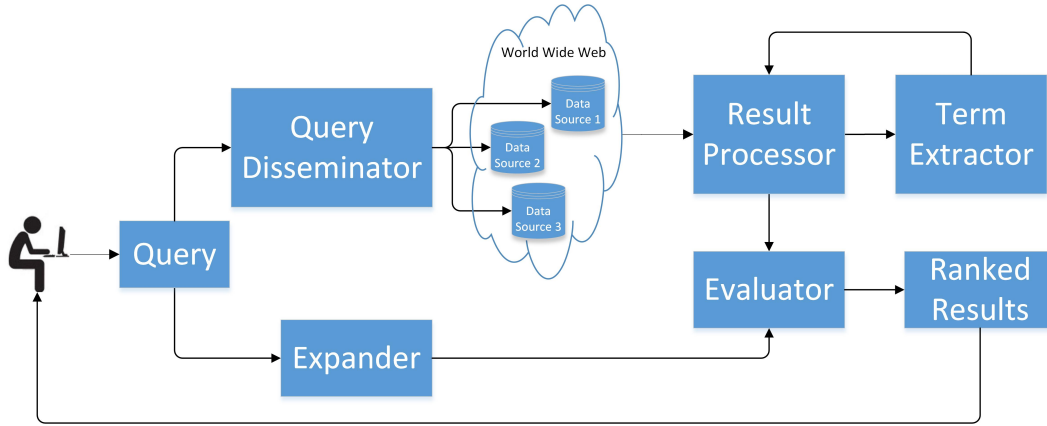 World Wide Web
Data
Source 1
Data
Source 2
Data
Source 3
Query
Disseminator
Result
Processor
Term
Extractor
Query
Evaluator
Ranked
Results
Expander